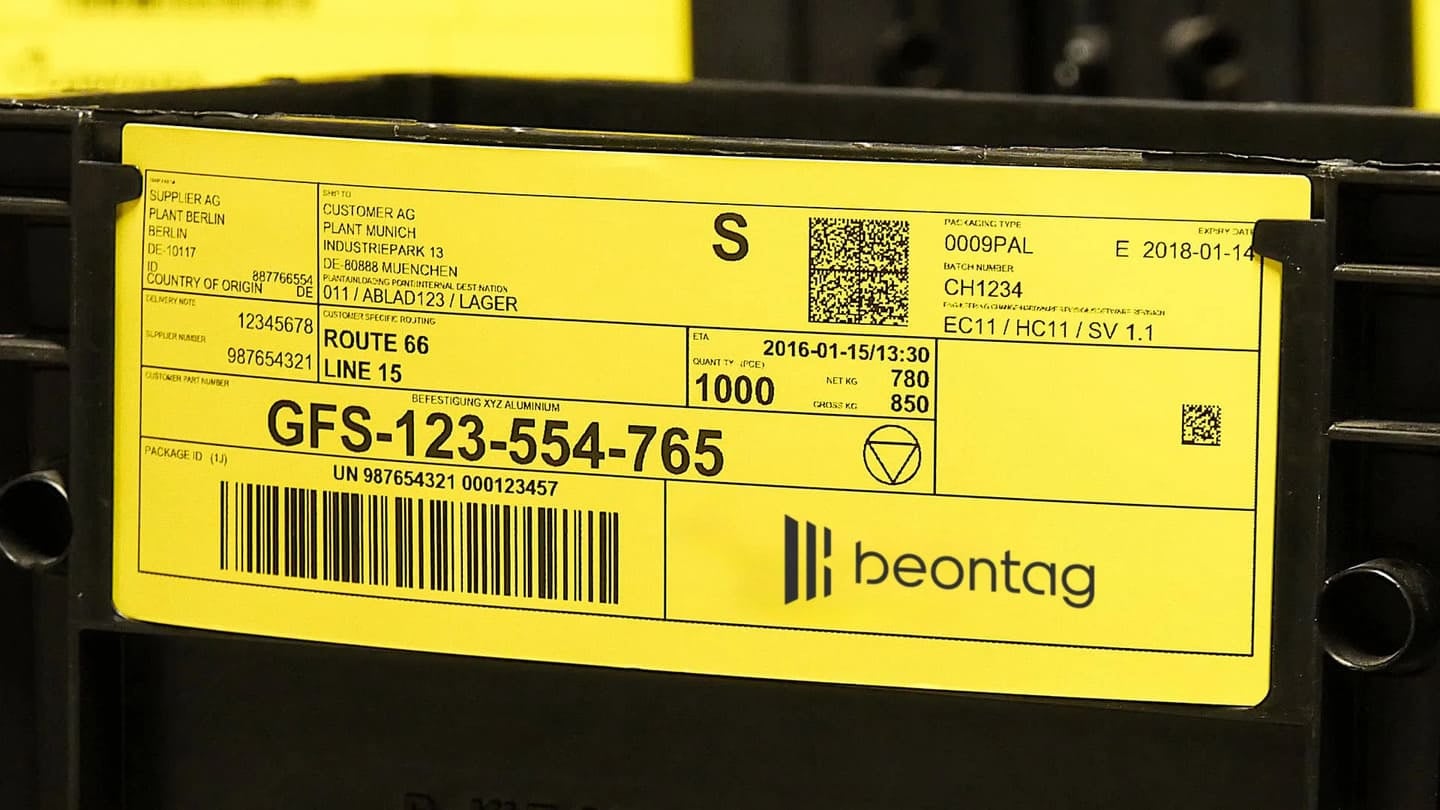 SUPPLIER AG
PLANT BERLIN
BERLIN
DE-10117
ID 887766554
COUNTRY OF ORIGIN DE
SHIP TO
CUSTOMER AG
PLANT MUNICH
INDUSTRIEPARK 13
DE-80888 MUENCHEN
011 / ABLAD123 / LAGER
S
PACKAGING TYPE
0009PAL
EXPIRY DATE
E 2018-01-14
BATCH NUMBER
CH1234
EC11 / HC11 / SV 1.1
DELIVERY NOTE
12345678
SUPPLIER NUMBER
987654321
CUSTOMER SPECIFIC ROUTING
ROUTE 66
LINE 15
ETA
2016-01-15/13:30
QUANTITY (PCE)
1000
NET KG 780
GROSS KG 850
CUSTOMER PART NUMBER
BEFESTIGUNG XYZ ALUMINIUM
GFS-123-554-765
PACKAGE ID (1J)
UN 987654321 000123457
beontag